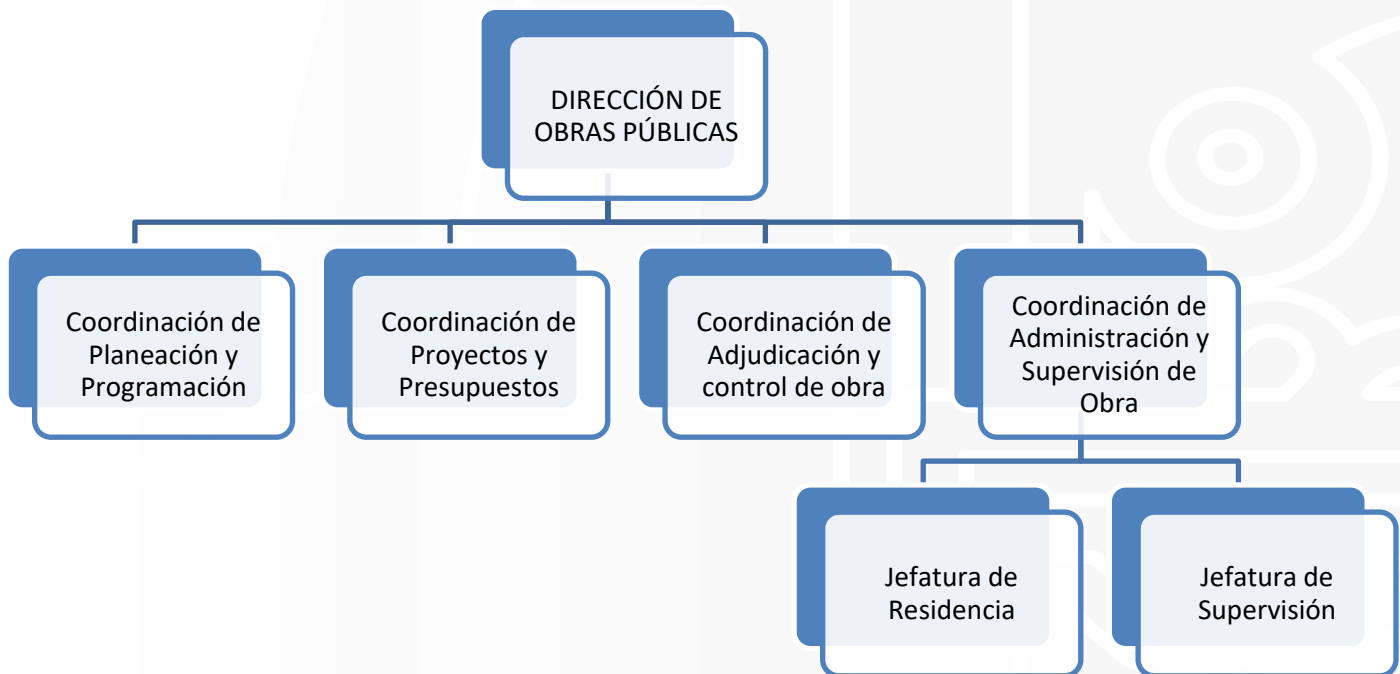 DIRECCIÓN DE
OBRAS PÚBLICAS
Coordinación de
Planeación y
Programación
Coordinación de
Proyectos y
Presupuestos
Coordinación de
Adjudicación y
control de obra
Coordinación de
Administración y
Supervisión de
Obra
Jefatura de
Residencia
Jefatura de
Supervisión